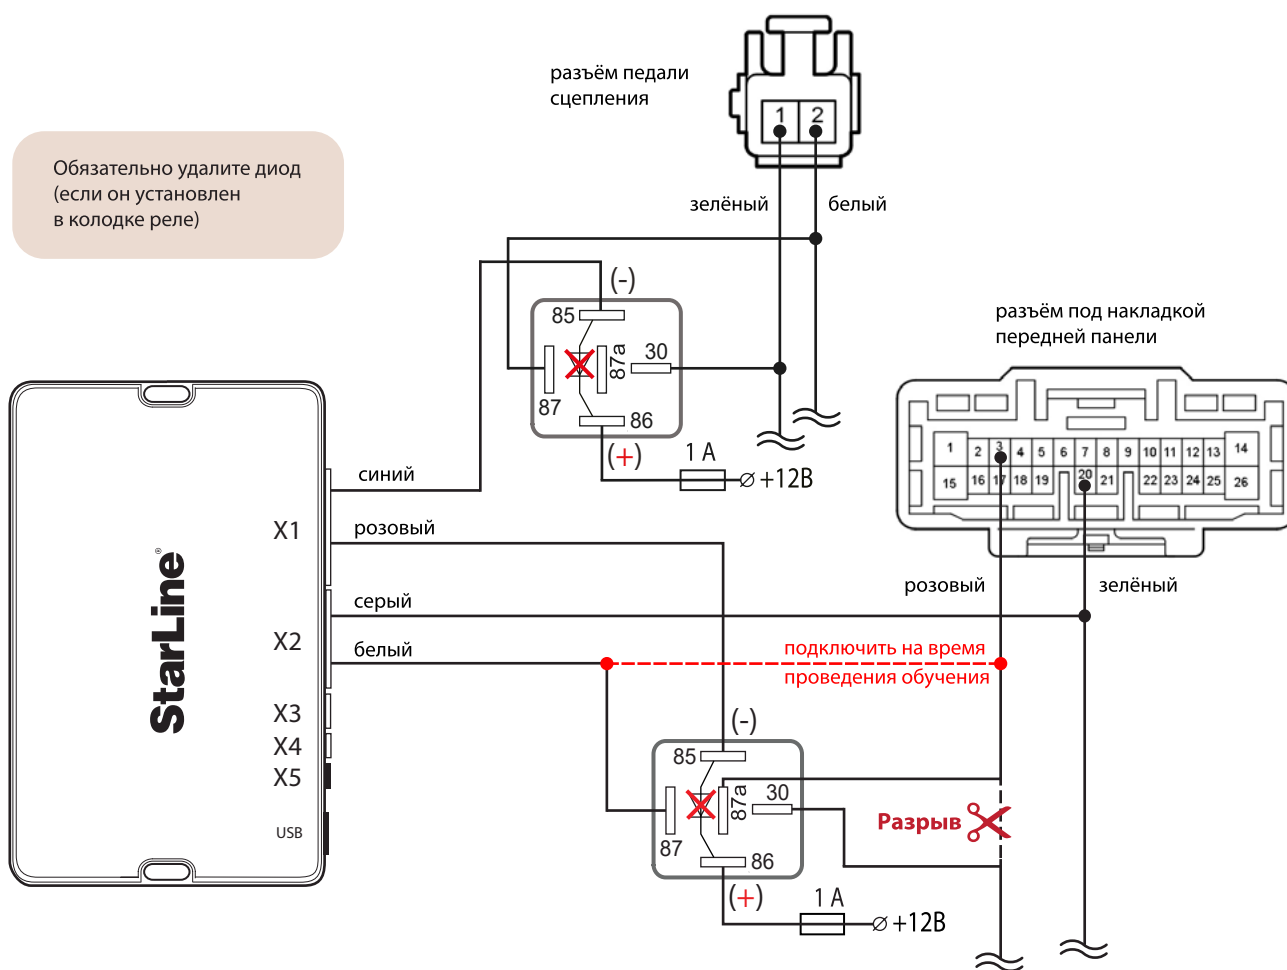 разъём педали
сцепления
1 2
Обязательно удалите диод
(если он установлен
в колодке реле)
зелёный
белый
(-)
85
87a
30
87
86
(+)
1 А
+12В
разъём под накладкой
передней панели
1 2 3 4 5 6 7 8 9 10 11 12 13 14
15 16 17 18 19 20 21 22 23 24 25 26
синий
X1
розовый
розовый
зелёный
серый
X2
белый
подключить на время
проведения обучения
StarLine®
X3
X4
X5
USB
(-)
85
87a
30
87
86
(+)
Разрыв
1 А
+12В